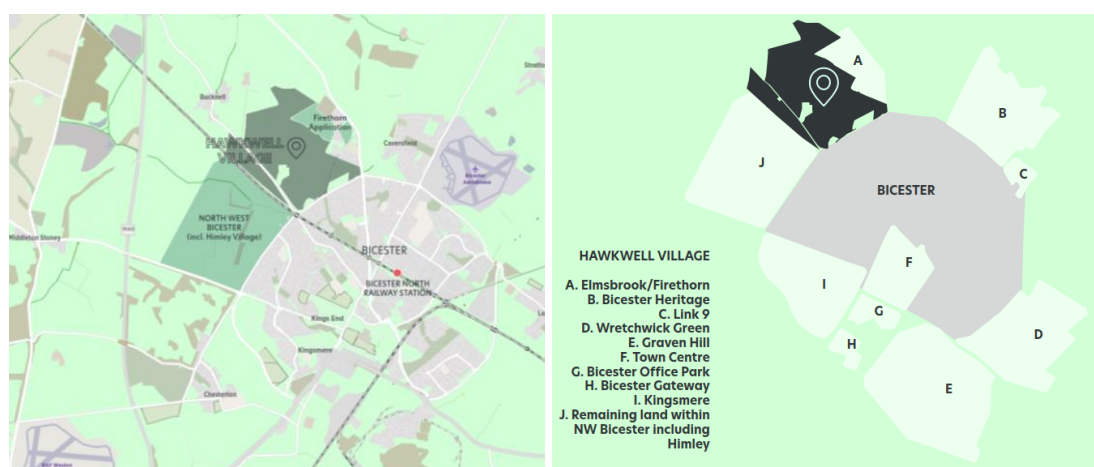 Bucknell
Firethorn
Application
HAWKWELL
VILLAGE
Caversfield
Bicester
Aerodrome
NORTH WEST
BICESTER
(incl. Himley Village)
Middleton Stoney
BICESTER
BICESTER NORTH
RAILWAY STATION
Kings End
Kingsmere
Chesterton
A
B
C
J
BICESTER
F
I
G
H
D
E
HAWKWELL VILLAGE
A. Elmsbrook/Firethorn
B. Bicester Heritage
C. Link 9
D. Wretchwick Green
E. Graven Hill
F. Town Centre
G. Bicester Office Park
H. Bicester Gateway
I. Kingsmere
J. Remaining land within
NW Bicester including
Himley